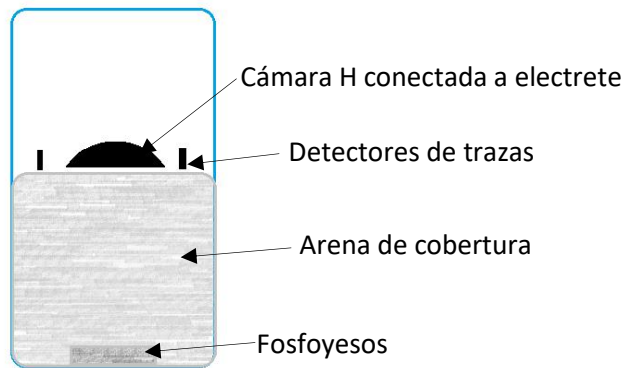 Cámara H conectada a electrete
Detectores de trazas
Arena de cobertura
Fosfoyesos